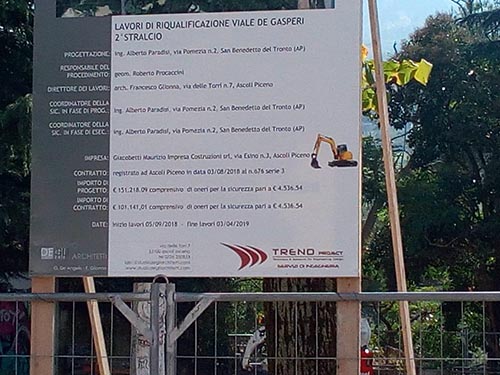 LAVORI DI RIQUALIFICAZIONE VIALE DE GASPERI
2°STRALCIO
PROGETTAZIONE: ing. Alberto Paradisi, via Pomezia n.2, San Benedetto del Tronto (AP)
RESPONSABILE DEL
PROCEDIMENTO: geom. Roberto Procaccini
DIRETTORE DEI LAVORI: arch. Francesco Glionna, via delle Torri n.7, Ascoli Piceno
COORDINATORE DELLA
SIC. IN FASE DI PROG.: ing. Alberto Paradisi, via Pomezia n.2, San Benedetto del Tronto (AP)
COORDINATORE DELLA
SIC. IN FASE DI ESEC.: ing. Alberto Paradisi, via Pomezia n.2, San Benedetto del Tronto (AP)
IMPRESA: Giacobetti Maurizio Impresa Costruzioni srl, via Esino n.3, Ascoli Piceno
CONTRATTO: registrato ad Ascoli Piceno in data 03/08/2018 al n.676 serie 3
IMPORTO DI
PROGETTO: €151.218,09 comprensivo di oneri per la sicurezza pari a € 4.536,54
IMPORTO DI
CONTRATTO: € 101.141,01 comprensivo di oneri per la sicurezza pari a € 4.536,54
DATE: inizio lavori 05/09/2018 - fine lavori 03/04/2019
ARCHITETTI
via delle Torri 7
TREND PROJECT
SERVIZI DI INGEGNERIA